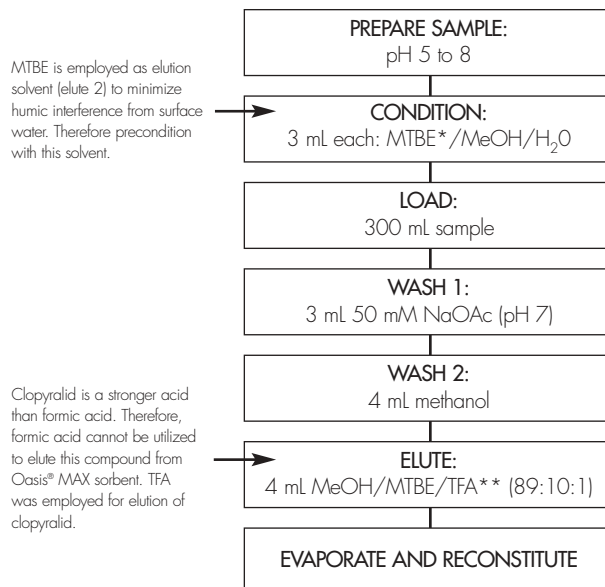 PREPARE SAMPLE:
pH 5 to 8
MTBE is employed as elution
solvent (elute 2) to minimize
humic interference from surface
water. Therefore precondition
with this solvent.
CONDITION:
3 mL each: MTBE*/MeOH/H₂0
LOAD:
300 mL sample
WASH 1:
3 mL 50 mM NaOAc (pH 7)
WASH 2:
4 mL methanol
Clopyralid is a stronger acid
than formic acid. Therefore,
formic acid cannot be utilized
to elute this compound from
Oasis® MAX sorbent. TFA
was employed for elution of
clopyralid.
ELUTE:
4 mL MeOH/MTBE/TFA** (89:10:1)
EVAPORATE AND RECONSTITUTE